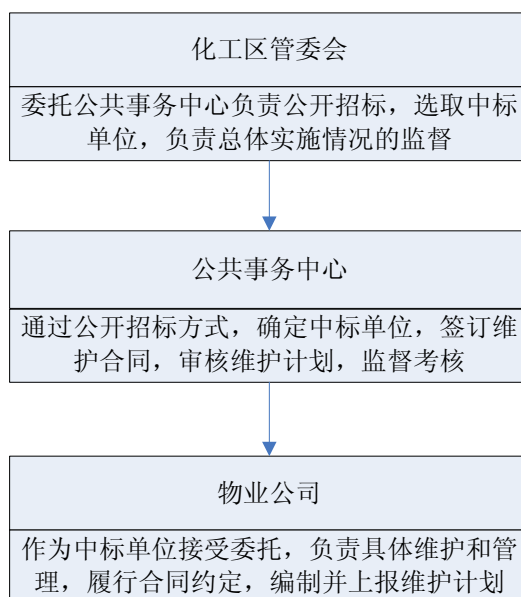 化工区管委会
委托公共事务中心负责公开招标，选取中标
单位，负责总体实施情况的监督
公共事务中心
通过公开招标方式，确定中标单位，签订维
护合同，审核维护计划，监督考核
物业公司
作为中标单位接受委托，负责具体维护和管
理，履行合同约定，编制并上报维护计划